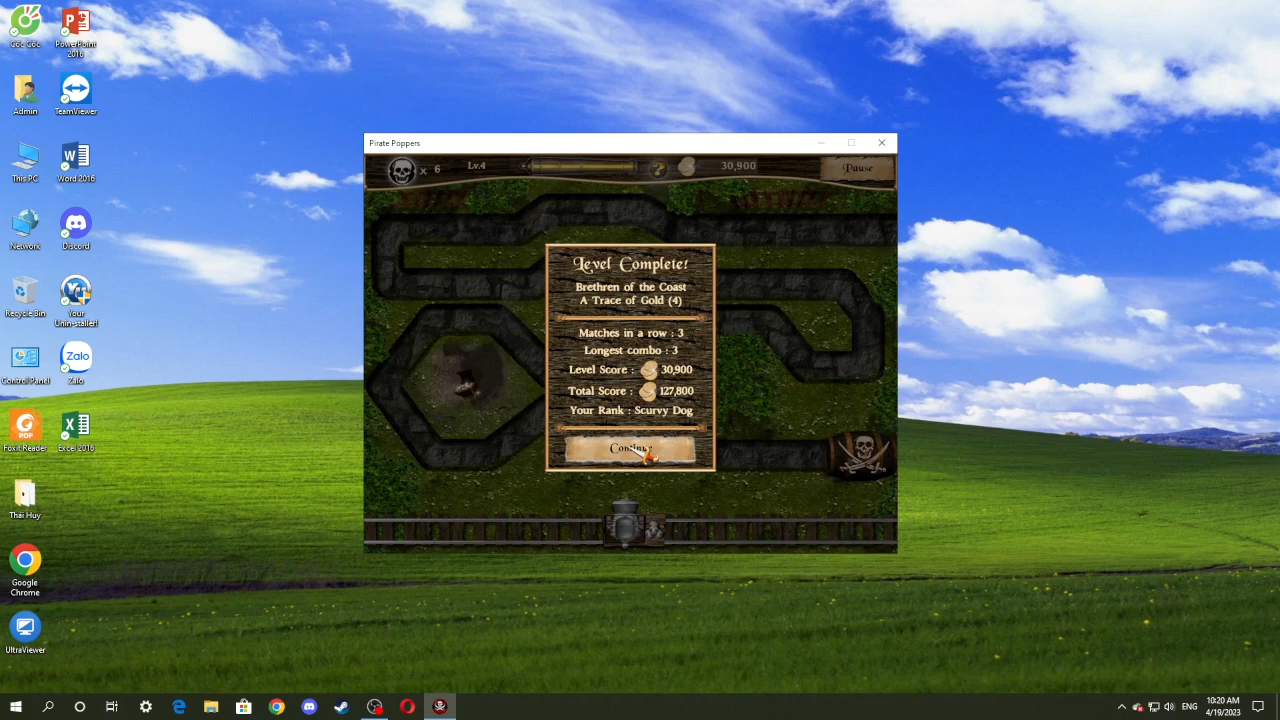 Cốc Cốc
PowerPoint 2016
Admin
TeamViewer
This PC
Word 2016
Network
Discord
Recycle Bin
Your Unin-staller!
Control Panel
Zalo
Foxit Reader
Excel 2016
Thái Huy
Google Chrome
UltraViewer
Pirate Poppers
x 6
Lv.4
30,900
Pause
Level Complete!
Brethren of the Coast
A Trace of Gold (4)
Matches in a row : 3
Longest combo : 3
Level Score : 30,900
Total Score : 127,800
Your Rank : Scurvy Dog
Continue
ENG
10:20 AM
4/19/2023